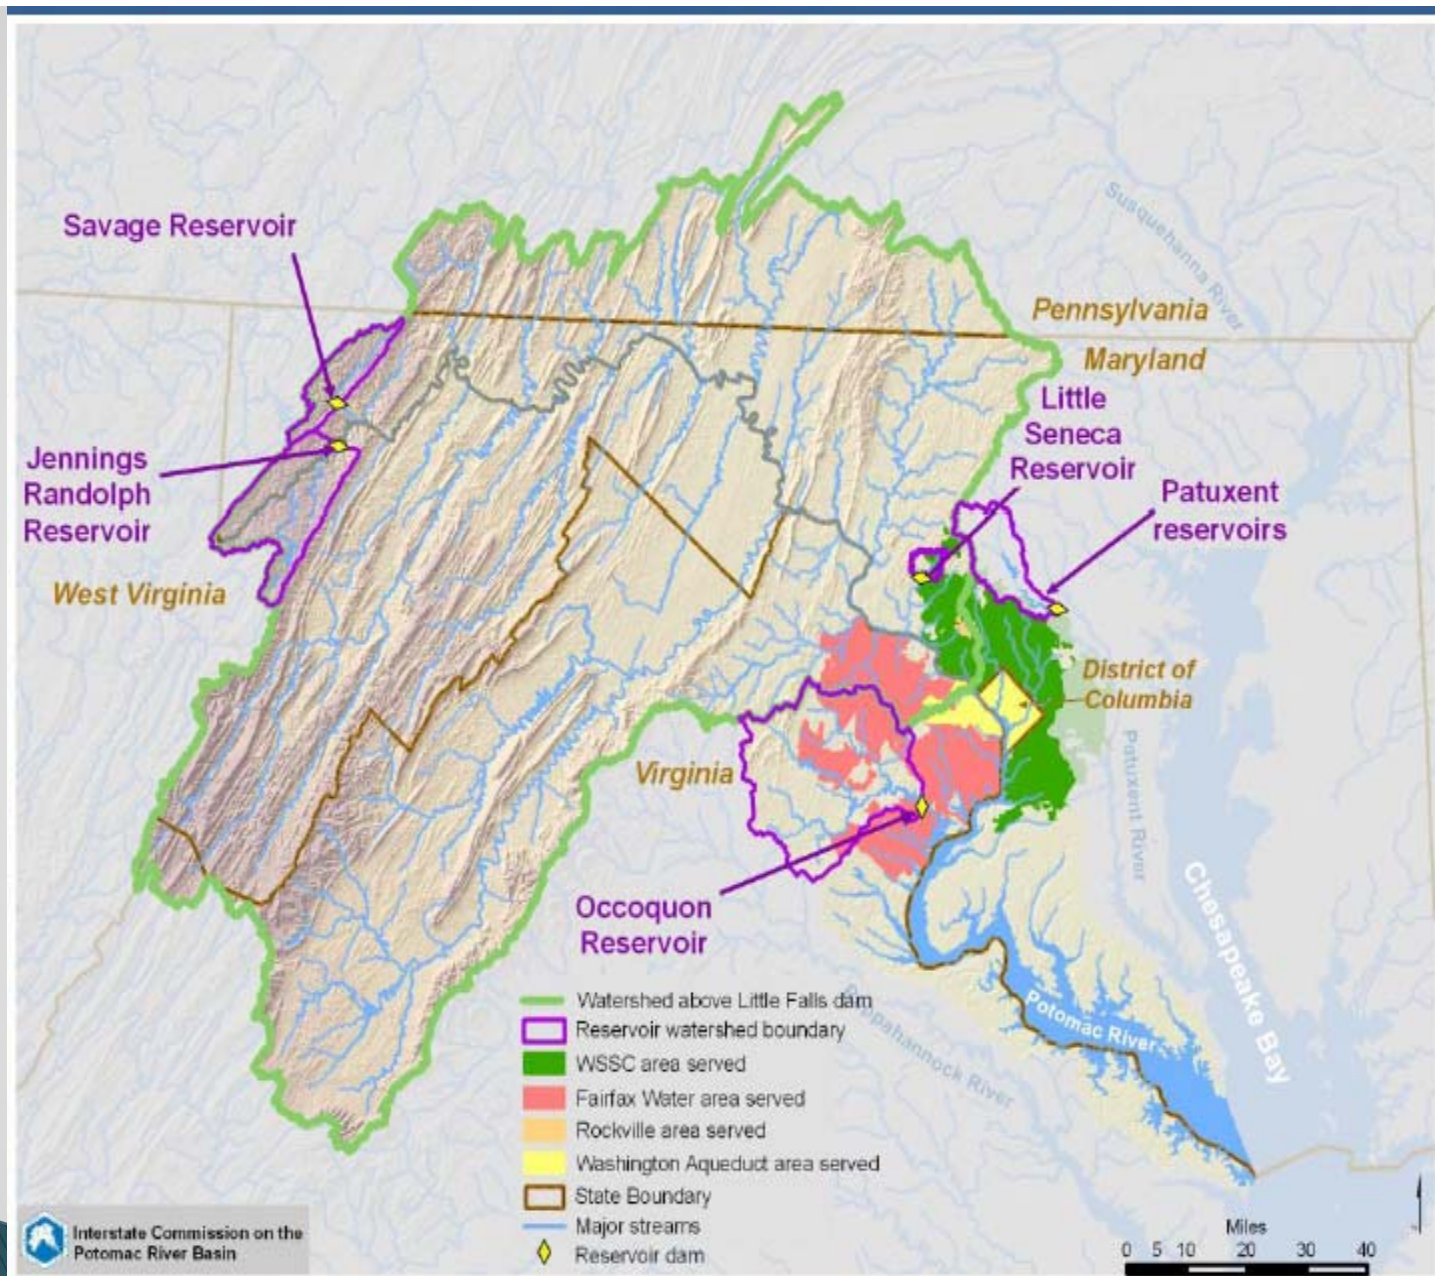 Savage Reservoir
Susquehanna River
Pennsylvania
Maryland
Little
Seneca
Reservoir
Jennings
Randolph
Reservoir
Patuxent
reservoirs
West Virginia
District of
Columbia
Virginia
Patuxent River
Chesapeake Bay
Occoquon
Reservoir
Potomac River
Rappahannock River
Watershed above Little Falls dam
Reservoir watershed boundary
WSSC area served
Fairfax Water area served
Rockville area served
Washington Aqueduct area served
State Boundary
Major streams
Reservoir dam
Interstate Commission on the
Potomac River Basin
Miles
0 5 10 20 30 40